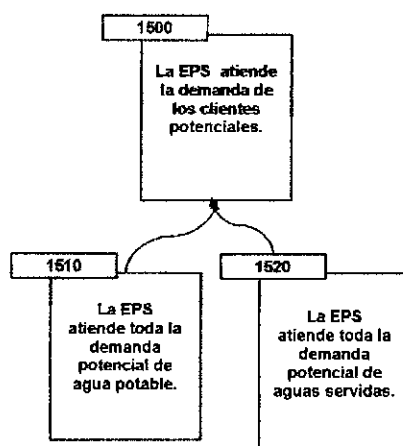 1500
La EPS atiende
la demanda de
los clientes
potenciales.
1510
La EPS
atiende toda la
demanda
potencial de
agua potable.
1520
La EPS
atiende toda la
demanda
potencial de
aguas servidas.